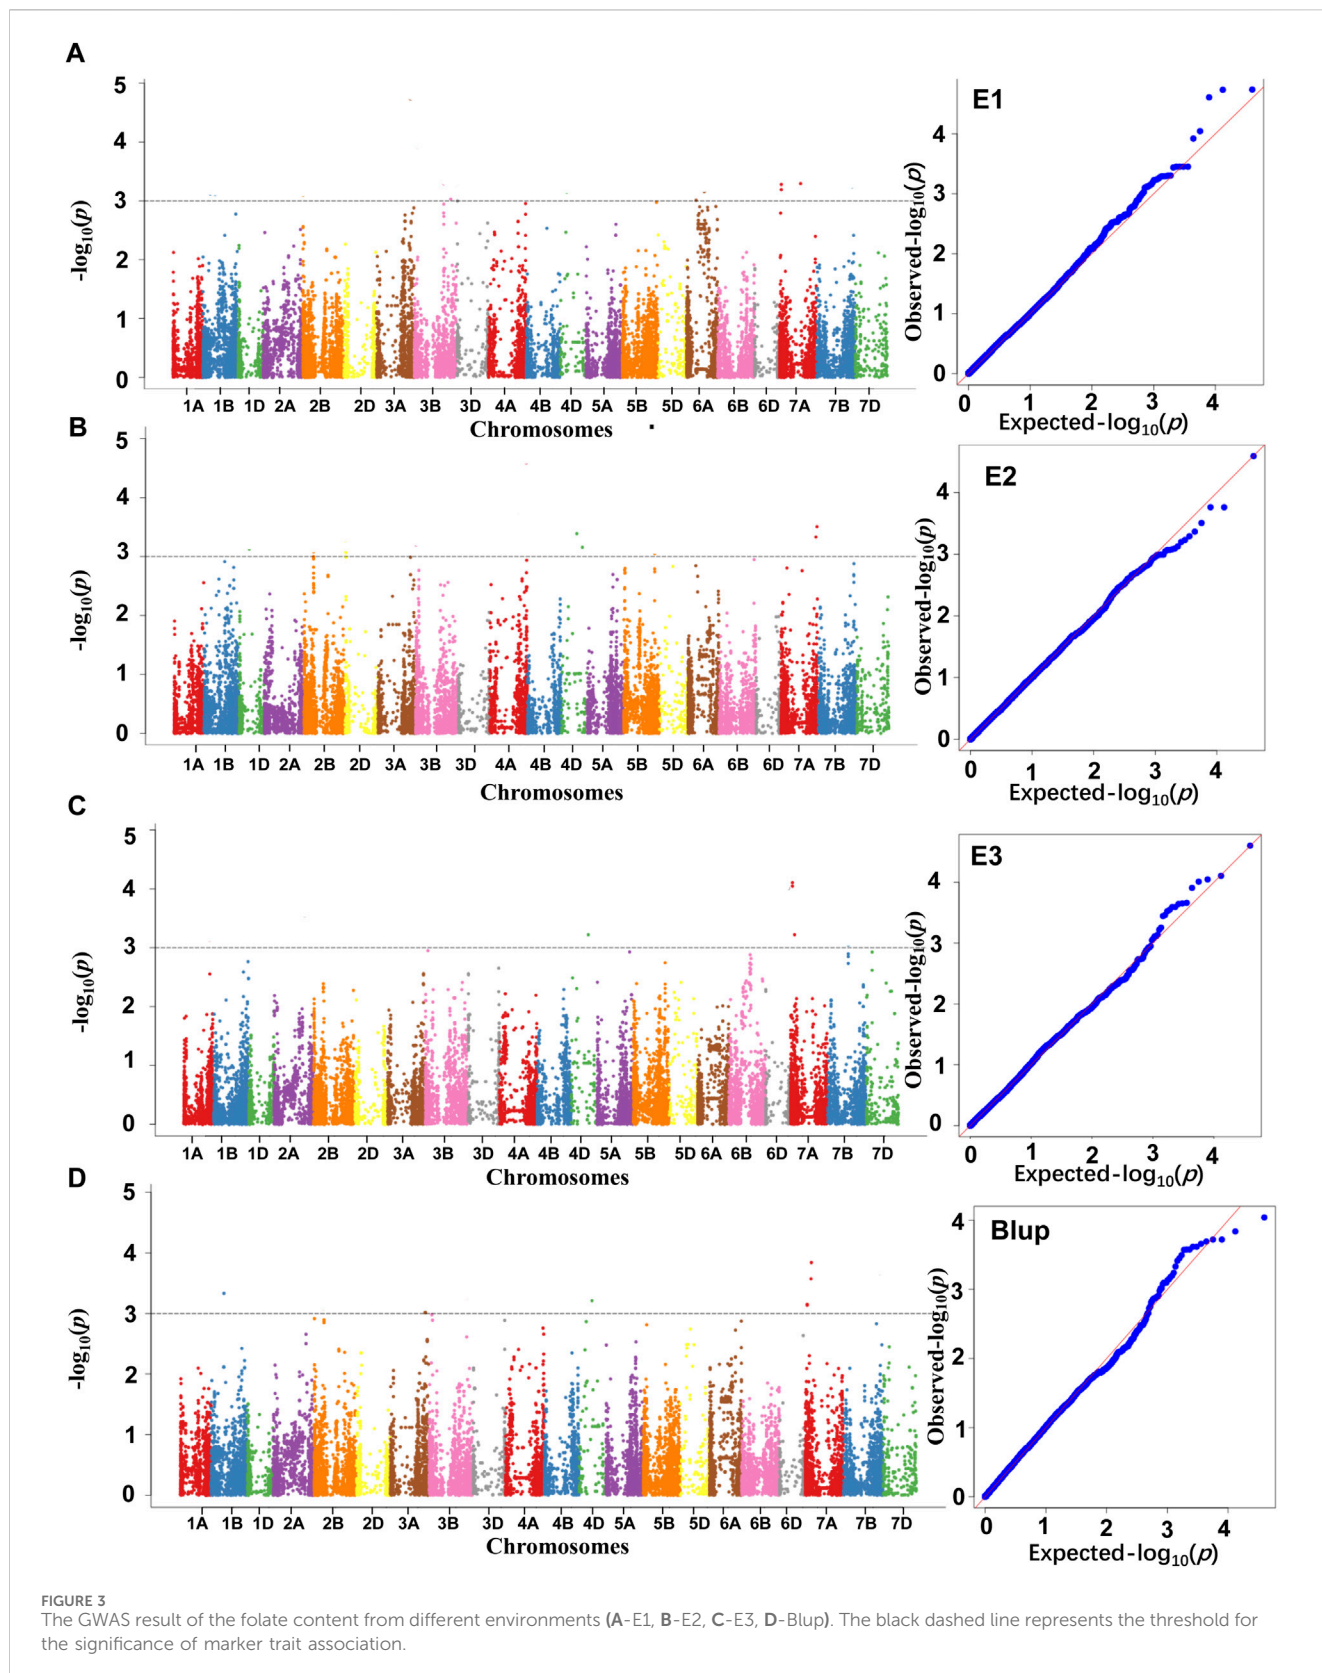 A
5
4
3
2
1
0
-log10(p)
1A 1B 1D 2A 2B 2D 3A 3B 3D 4A 4B 4D 5A 5B 5D 6A 6B 6D 7A 7B 7D
Chromosomes
E1
4
3
2
1
0
Observed-log10(p)
0 1 2 3 4
Expected-log10(p)
B
5
4
3
2
1
0
-log10(p)
1A 1B 1D 2A 2B 2D 3A 3B 3D 4A 4B 4D 5A 5B 5D 6A 6B 6D 7A 7B 7D
Chromosomes
E2
4
3
2
1
0
Observed-log10(p)
0 1 2 3 4
Expected-log10(p)
C
5
4
3
2
1
0
-log10(p)
1A 1B 1D 2A 2B 2D 3A 3B 3D 4A 4B 4D 5A 5B 5D 6A 6B 6D 7A 7B 7D
Chromosomes
E3
4
3
2
1
0
Observed-log10(p)
0 1 2 3 4
Expected-log10(p)
D
5
4
3
2
1
0
-log10(p)
1A 1B 1D 2A 2B 2D 3A 3B 3D 4A 4B 4D 5A 5B 5D 6A 6B 6D 7A 7B 7D
Chromosomes
Blup
4
3
2
1
0
Observed-log10(p)
0 1 2 3 4
Expected-log10(p)
FIGURE 3
The GWAS result of the folate content from different environments (A-E1, B-E2, C-E3, D-Blup). The black dashed line represents the threshold for
the significance of marker trait association.